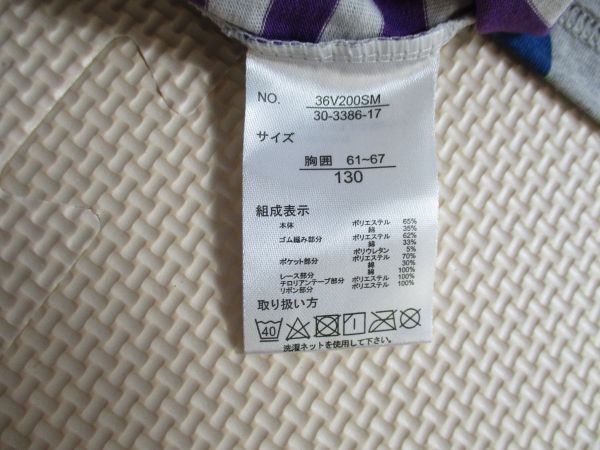 NO. 36V200SM
30-3386-17
サイズ
胸囲 61~67
130
組成表示
本体 ポリエステル 65%
綿 35%
ゴム編み部分 ポリエステル 62%
綿 33%
ポリウレタン 5%
ポケット部分 ポリエステル 70%
綿 30%
レース部分 綿 100%
チロリアンテープ部分 ポリエステル 100%
リボン部分 ポリエステル 100%
取り扱い方
40
洗濯ネットを使用して下さい。